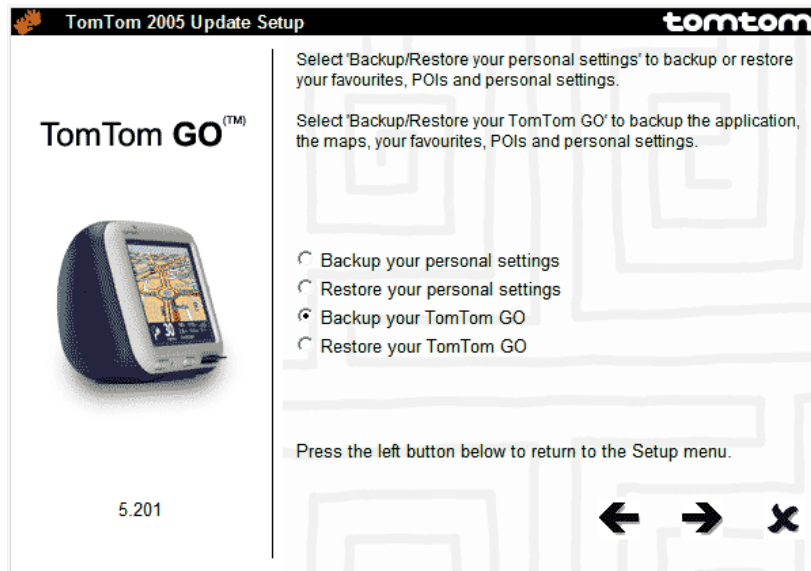 TomTom 2005 Update Setup
tomtom
Select 'Backup/Restore your personal settings' to backup or restore
your favourites, POIs and personal settings.
TomTom GO(TM)
Select 'Backup/Restore your TomTom GO' to backup the application,
the maps, your favourites, POIs and personal settings.
Backup your personal settings
Restore your personal settings
Backup your TomTom GO
Restore your TomTom GO
30
Press the left button below to return to the Setup menu.
5.201